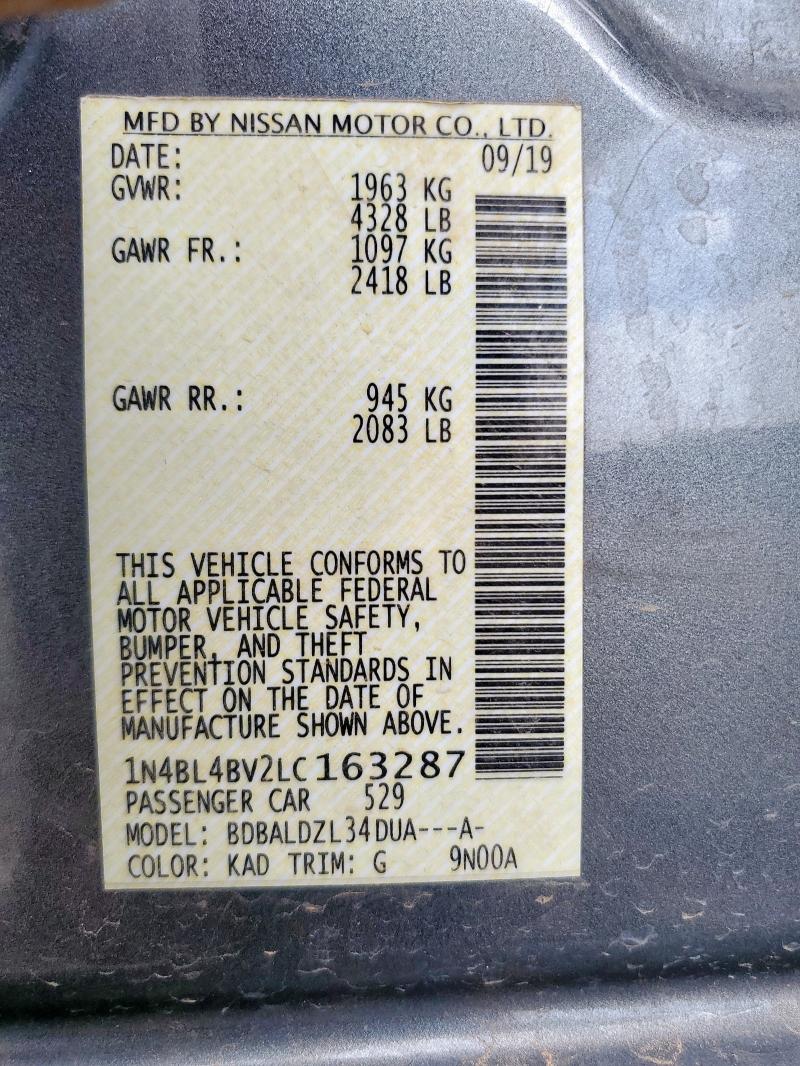 MFD BY NISSAN MOTOR CO., LTD.
DATE: 09/19
GVWR: 1963 KG
4328 LB
GAWR FR.: 1097 KG
2418 LB
GAWR RR.: 945 KG
2083 LB
THIS VEHICLE CONFORMS TO
ALL APPLICABLE FEDERAL
MOTOR VEHICLE SAFETY,
BUMPER, AND THEFT
PREVENTION STANDARDS IN
EFFECT ON THE DATE OF
MANUFACTURE SHOWN ABOVE.
1N4BL4BV2LC163287
PASSENGER CAR 529
MODEL: BDBALDZL34DUA---A-
COLOR: KAD TRIM: G 9N00A